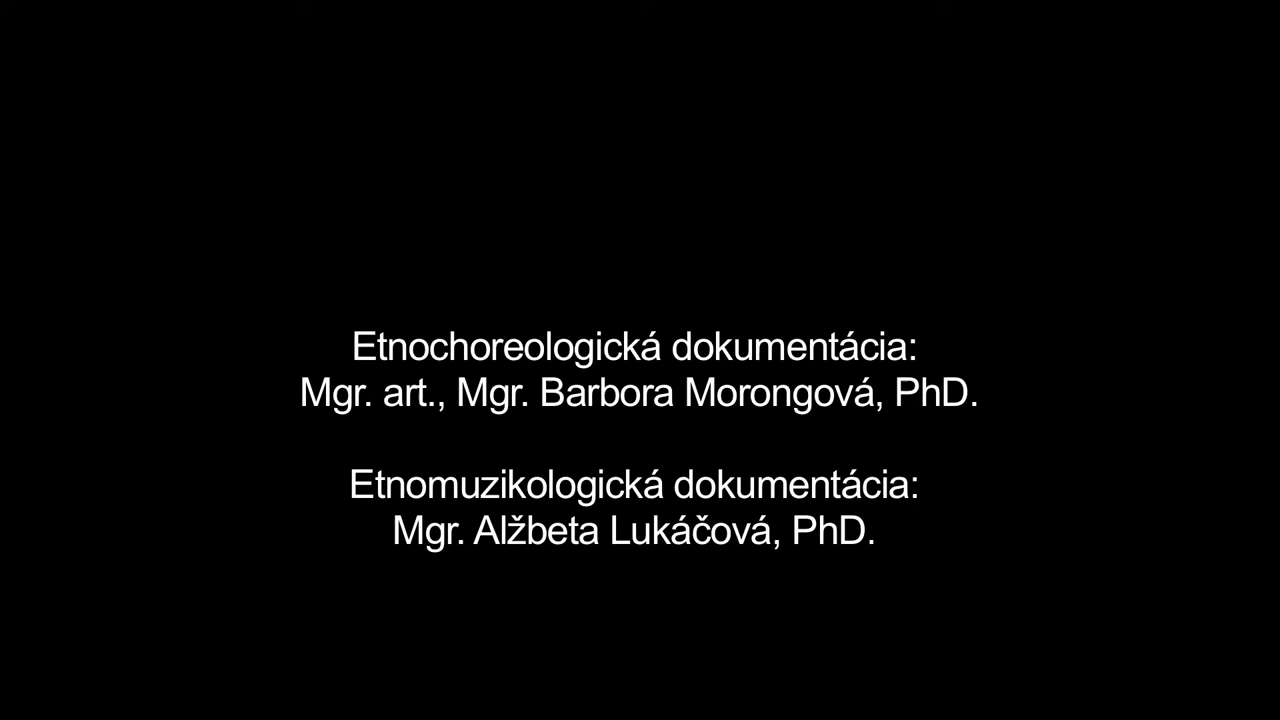 Etnochoreologická dokumentácia:
Mgr. art., Mgr. Barbora Morongová, PhD.
Etnomuzikologická dokumentácia:
Mgr. Alžbeta Lukáčová, PhD.